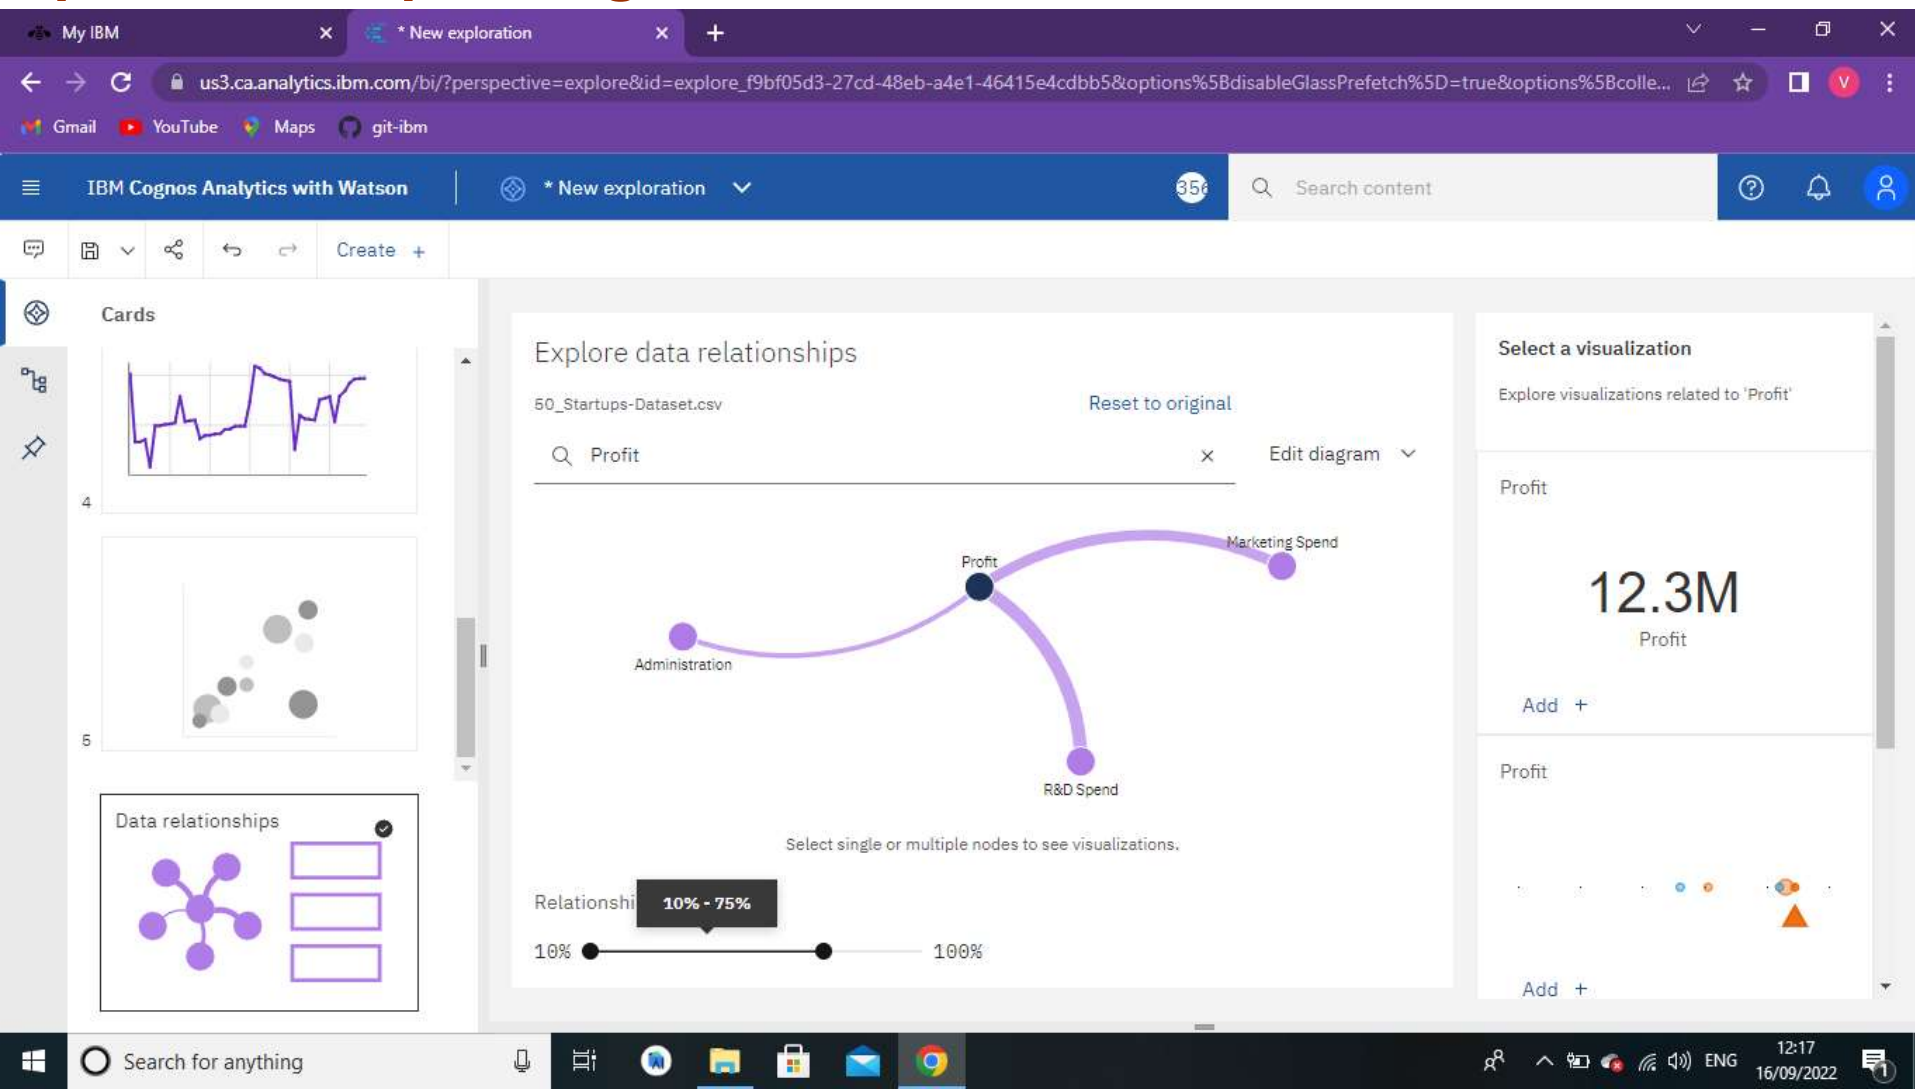 My IBM
* New exploration
us3.ca.analytics.ibm.com/bi/?perspective=explore&id=explore_f9bf05d3-27cd-48eb-a4e1-46415e4cdbb5&options%5BdisableGlassPrefetch%5D=true&options%5Bcolle...
V
Gmail YouTube Maps git-ibm
IBM Cognos Analytics with Watson
* New exploration
356
Search content
Create +
Cards
4
5
Data relationships
Explore data relationships
50_Startups-Dataset.csv
Reset to original
Profit
Edit diagram
Marketing Spend
Profit
Administration
R&D Spend
Select single or multiple nodes to see visualizations.
Relationshi
10% - 75%
10%
100%
Select a visualization
Explore visualizations related to 'Profit'
Profit
12.3M
Profit
Add +
Profit
Add +
Search for anything
ENG
12:17
16/09/2022
1